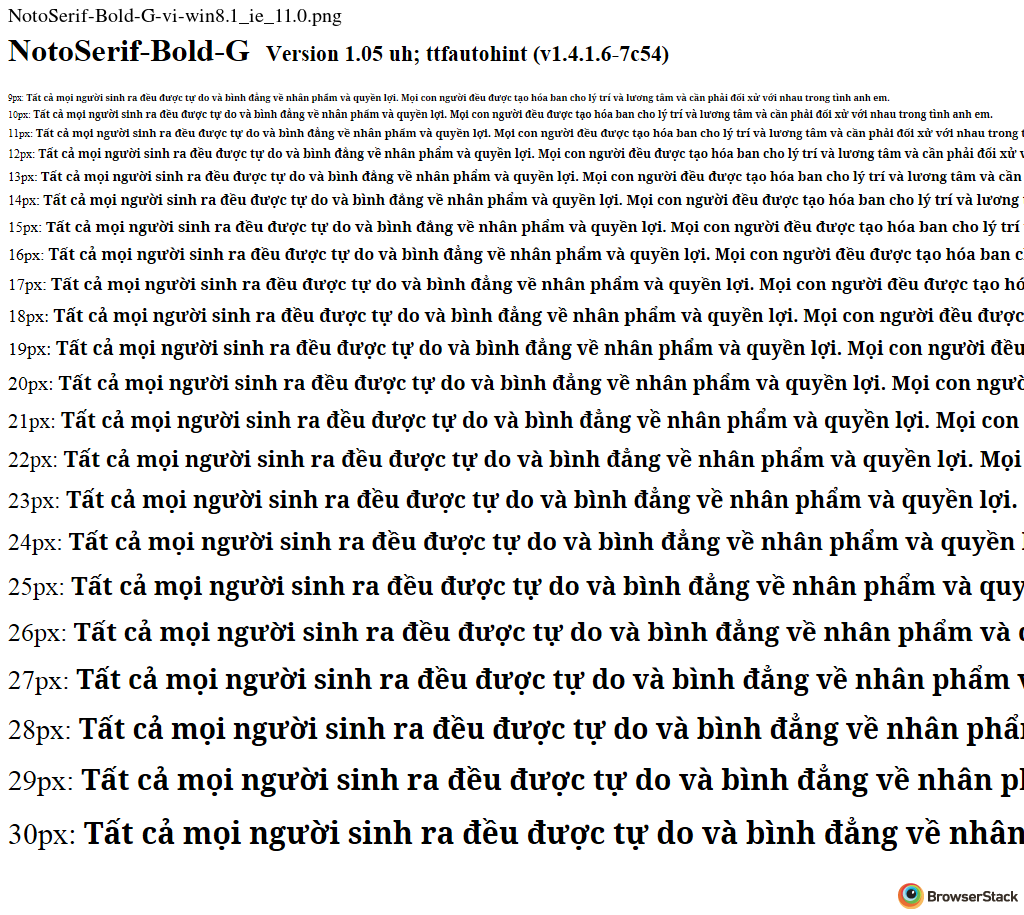 NotoSerif-Bold-G-vi-win8.1_ie_11.0.png
NotoSerif-Bold-G Version 1.05 uh; ttfautohint (v1.4.1.6-7c54)
9px: Tất cả mọi người sinh ra đều được tự do và bình đẳng về nhân phẩm và quyền lợi. Mọi con người đều được tạo hóa ban cho lý trí và lương tâm và cần phải đối xử với nhau trong tình anh em.
10px: Tất cả mọi người sinh ra đều được tự do và bình đẳng về nhân phẩm và quyền lợi. Mọi con người đều được tạo hóa ban cho lý trí và lương tâm và cần phải đối xử với nhau trong tình anh em.
11px: Tất cả mọi người sinh ra đều được tự do và bình đẳng về nhân phẩm và quyền lợi. Mọi con người đều được tạo hóa ban cho lý trí và lương tâm và cần phải đối xử với nhau trong t
12px: Tất cả mọi người sinh ra đều được tự do và bình đẳng về nhân phẩm và quyền lợi. Mọi con người đều được tạo hóa ban cho lý trí và lương tâm và cần phải đối xử v
13px: Tất cả mọi người sinh ra đều được tự do và bình đẳng về nhân phẩm và quyền lợi. Mọi con người đều được tạo hóa ban cho lý trí và lương tâm và cần
14px: Tất cả mọi người sinh ra đều được tự do và bình đẳng về nhân phẩm và quyền lợi. Mọi con người đều được tạo hóa ban cho lý trí và lương
15px: Tất cả mọi người sinh ra đều được tự do và bình đẳng về nhân phẩm và quyền lợi. Mọi con người đều được tạo hóa ban cho lý trí
16px: Tất cả mọi người sinh ra đều được tự do và bình đẳng về nhân phẩm và quyền lợi. Mọi con người đều được tạo hóa ban c
17px: Tất cả mọi người sinh ra đều được tự do và bình đẳng về nhân phẩm và quyền lợi. Mọi con người đều được tạo hó
18px: Tất cả mọi người sinh ra đều được tự do và bình đẳng về nhân phẩm và quyền lợi. Mọi con người đều được
19px: Tất cả mọi người sinh ra đều được tự do và bình đẳng về nhân phẩm và quyền lợi. Mọi con người đều
20px: Tất cả mọi người sinh ra đều được tự do và bình đẳng về nhân phẩm và quyền lợi. Mọi con ngườ
21px: Tất cả mọi người sinh ra đều được tự do và bình đẳng về nhân phẩm và quyền lợi. Mọi con
22px: Tất cả mọi người sinh ra đều được tự do và bình đẳng về nhân phẩm và quyền lợi. Mọi
23px: Tất cả mọi người sinh ra đều được tự do và bình đẳng về nhân phẩm và quyền lợi.
24px: Tất cả mọi người sinh ra đều được tự do và bình đẳng về nhân phẩm và quyền
25px: Tất cả mọi người sinh ra đều được tự do và bình đẳng về nhân phẩm và quy
26px: Tất cả mọi người sinh ra đều được tự do và bình đẳng về nhân phẩm và
27px: Tất cả mọi người sinh ra đều được tự do và bình đẳng về nhân phẩm v
28px: Tất cả mọi người sinh ra đều được tự do và bình đẳng về nhân phẩ
29px: Tất cả mọi người sinh ra đều được tự do và bình đẳng về nhân p
30px: Tất cả mọi người sinh ra đều được tự do và bình đẳng về nhân
BrowserStack